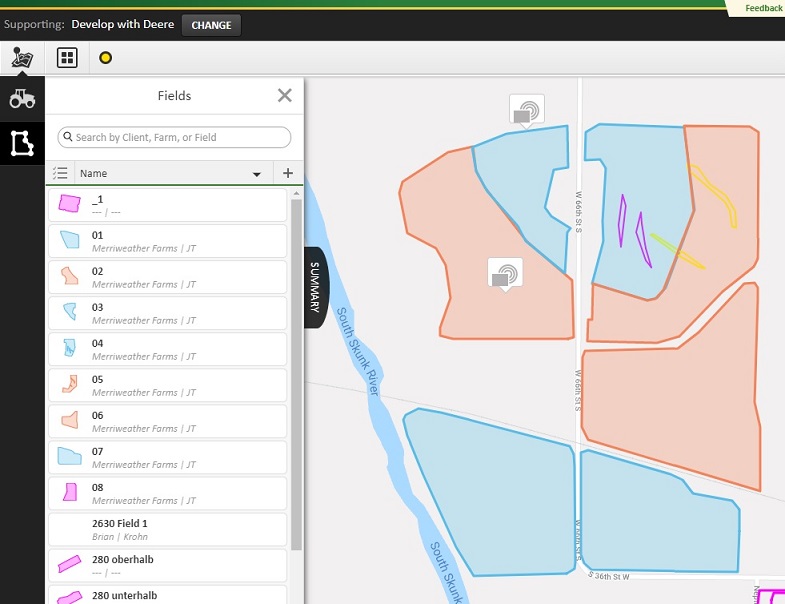 Feedback
Supporting: Develop with Deere CHANGE
Fields
Search by Client, Farm, or Field
Name
_1
--- | ---
01
Merriweather Farms | JT
02
Merriweather Farms | JT
03
Merriweather Farms | JT
04
Merriweather Farms | JT
05
Merriweather Farms | JT
06
Merriweather Farms | JT
07
Merriweather Farms | JT
08
Merriweather Farms | JT
2630 Field 1
Brian | Krohn
280 oberhalb
--- | ---
280 unterhalb
SUMMARY
W 66th St S
South Skunk River
W 66th St S
W 66th St S
South Skunk
S 36th St W